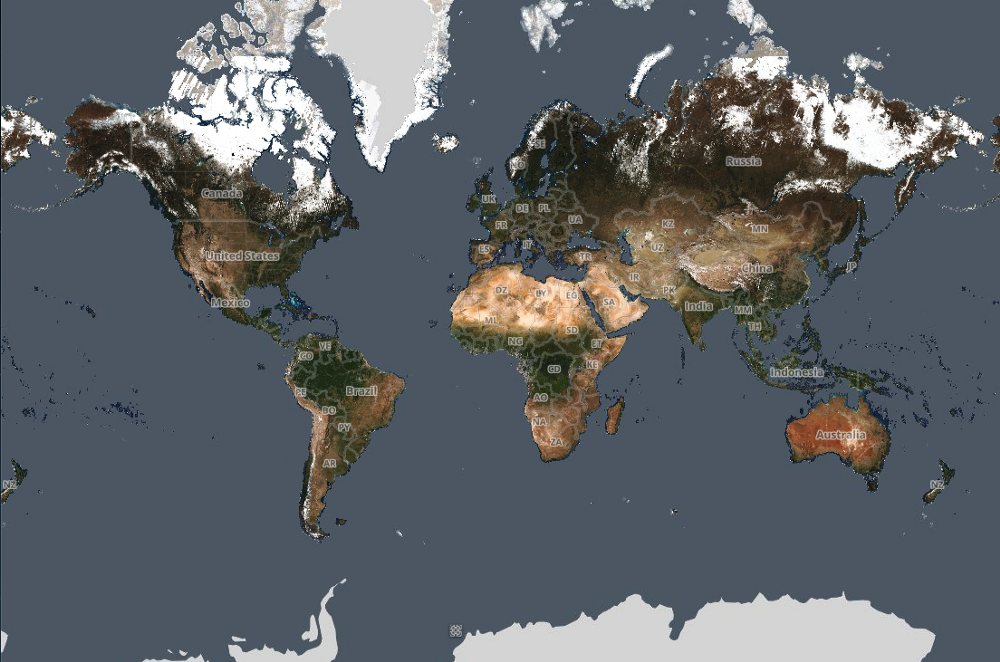 SE
NO
Russia
Canada
UK
DE
PL
FR
UA
KZ
MN
ES
IT
UZ
United States
TR
China
JP
IR
DZ
LY
EG
SA
PK
Mexico
India
MM
ML
SD
TH
NG
ET
VE
CO
CD
KE
Indonesia
PE
Brazil
AO
BO
NA
PY
Australia
ZA
AR
NZ
NZ